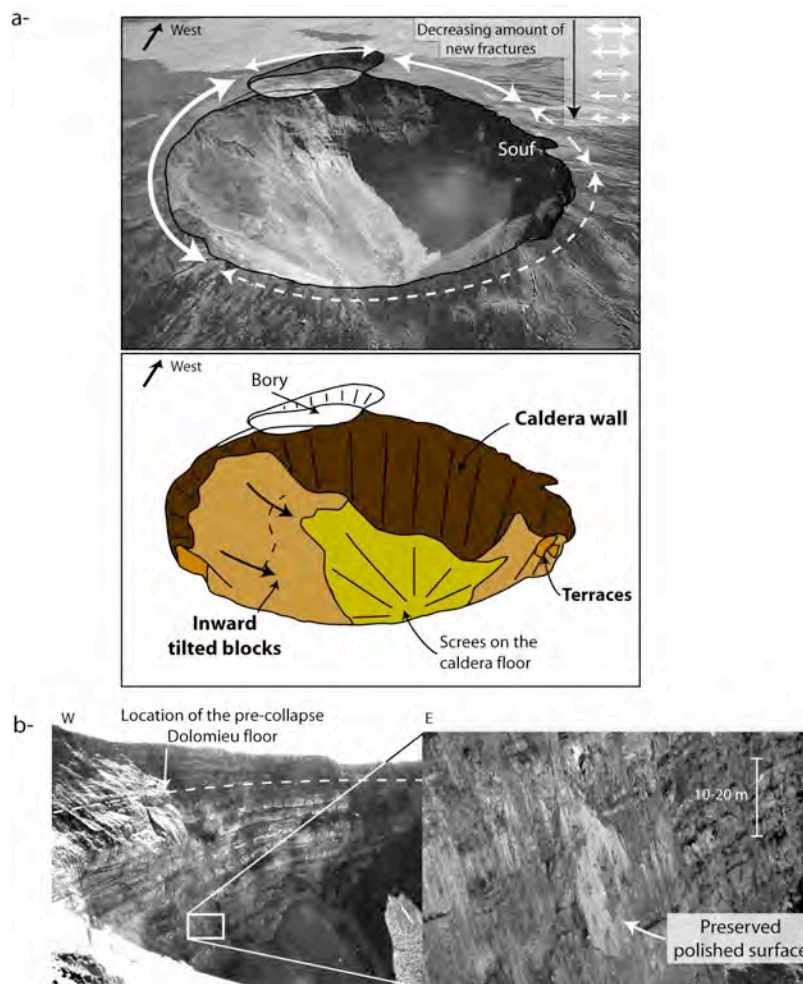 a-
West
Decreasing amount of
new fractures
Souf
West
Bory
Caldera wall
Inward
tilted blocks
Terraces
Screes on the
caldera floor
b-
W
Location of the pre-collapse
Dolomieu floor
E
10-20 m
Preserved
polished surface